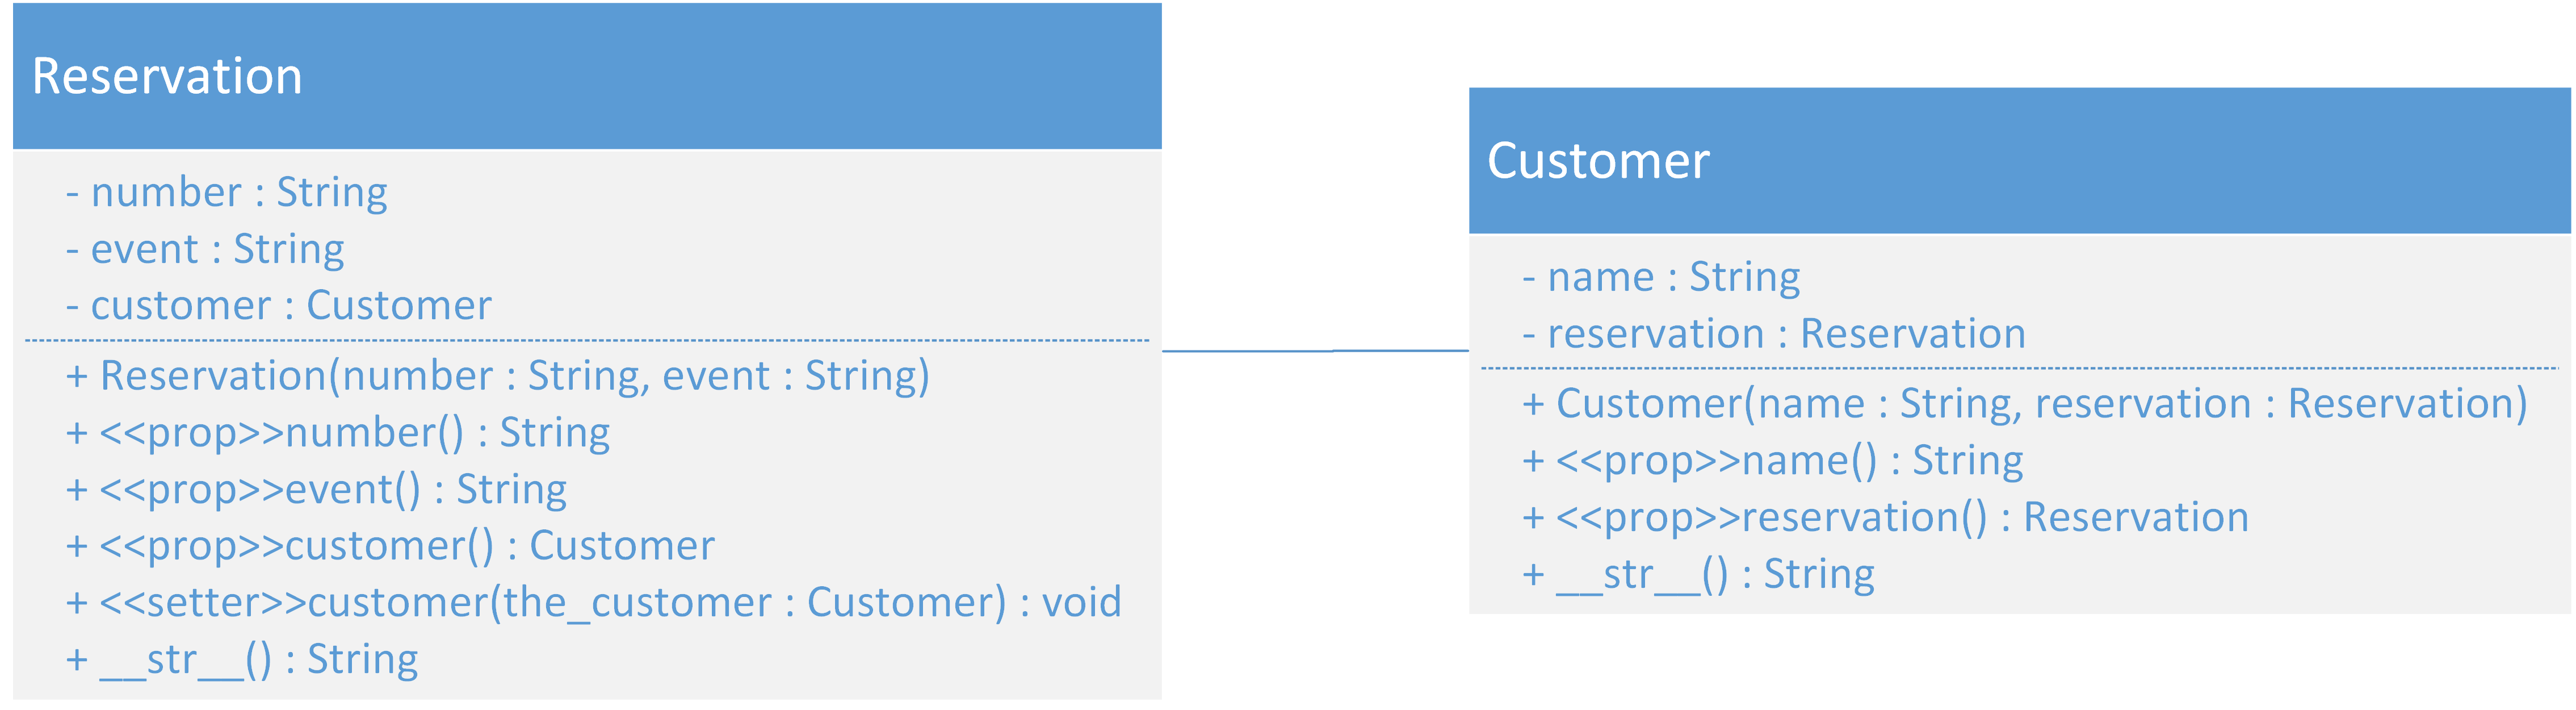 Reservation
- number : String
- event : String
- customer : Customer
+ Reservation(number : String, event : String)
+ <<prop>>number() : String
+ <<prop>>event() : String
+ <<prop>>customer() : Customer
+ <<setter>>customer(the_customer : Customer) : void
+ __str__() : String
Customer
- name : String
- reservation : Reservation
+ Customer(name : String, reservation : Reservation)
+ <<prop>>name() : String
+ <<prop>>reservation() : Reservation
+ __str__() : String